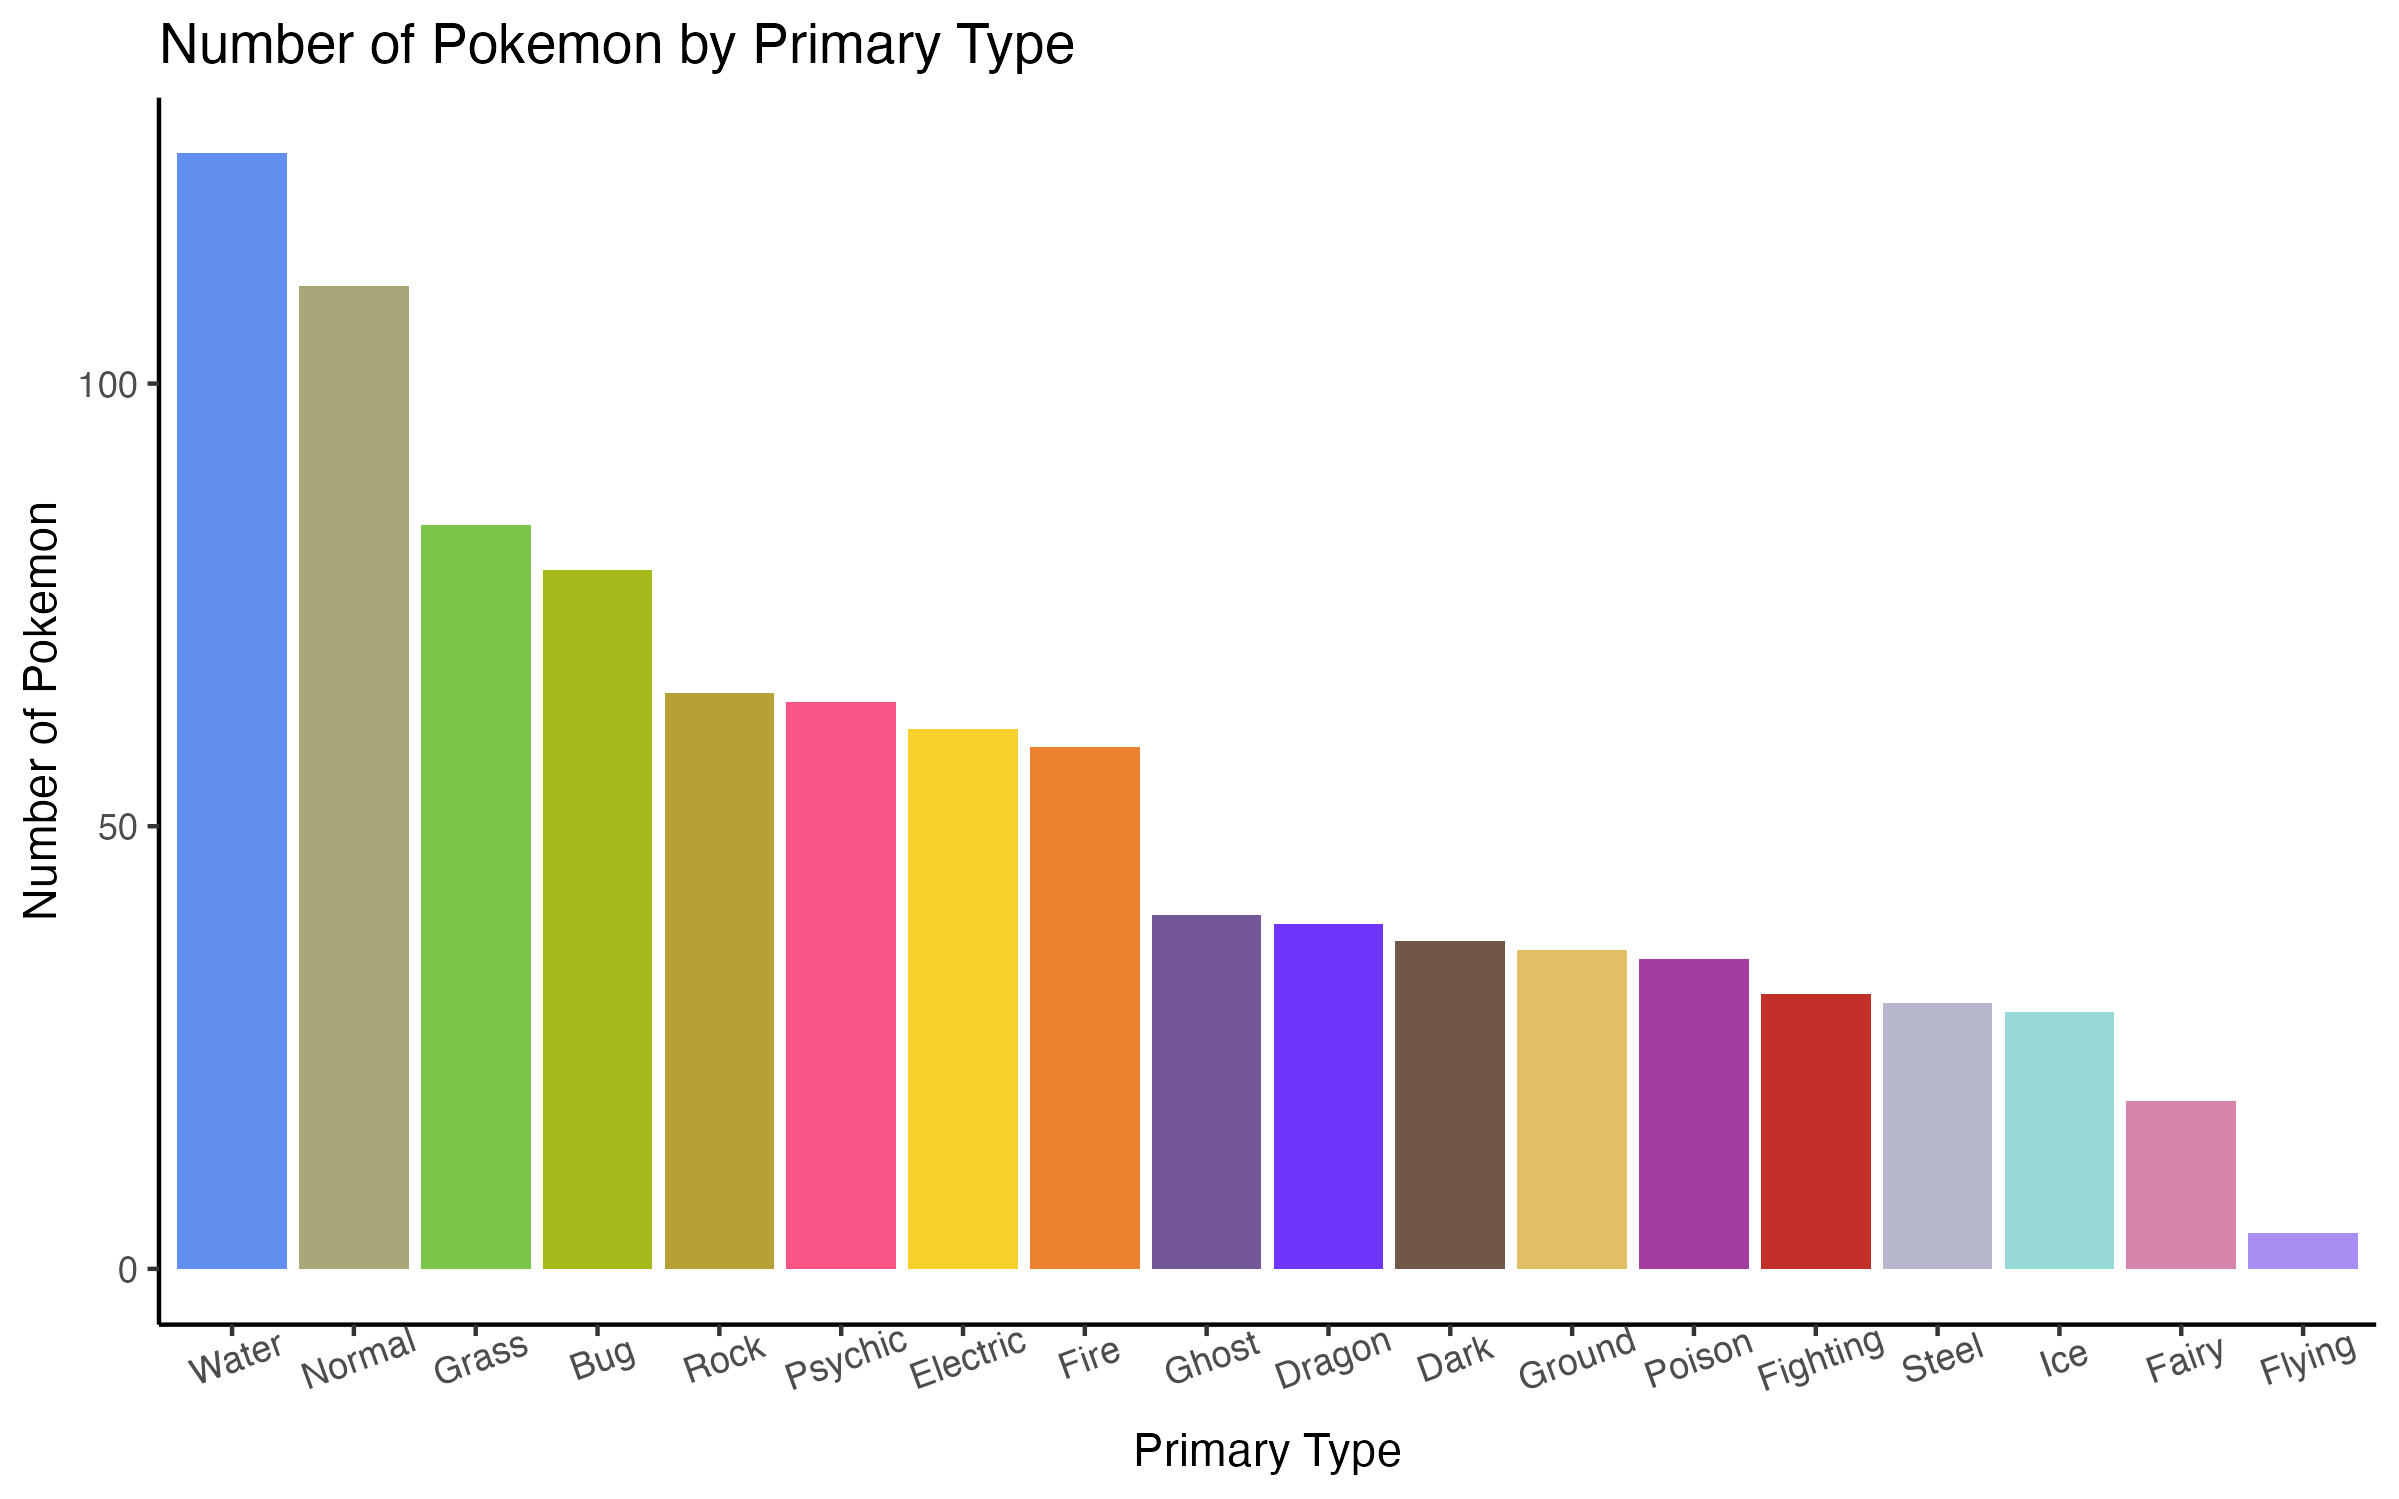 Number of Pokemon by Primary Type
Number of Pokemon
100
50
0
Water Normal Grass Bug Rock Psychic Electric Fire Ghost Dragon Dark Ground Poison Fighting Steel Ice Fairy Flying
Primary Type